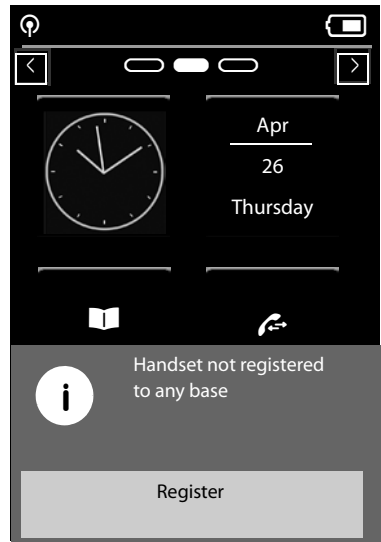 Apr
26
Thursday
Handset not registered
to any base
Register